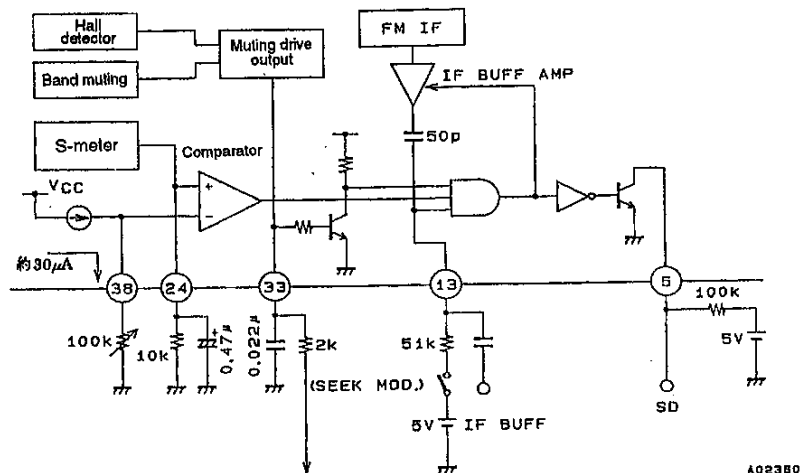 Hall
detector
Band muting
Muting drive
output
FM IF
IF BUFF AMP
50p
S-meter
Comparator
VCC
約30μA
38
24
33
13
5
100k
10k
0.47μ
+
0.022μ
2k
(SEEK MOD.)
51k
5V
IF BUFF
100k
5V
SD
+
−
A02380